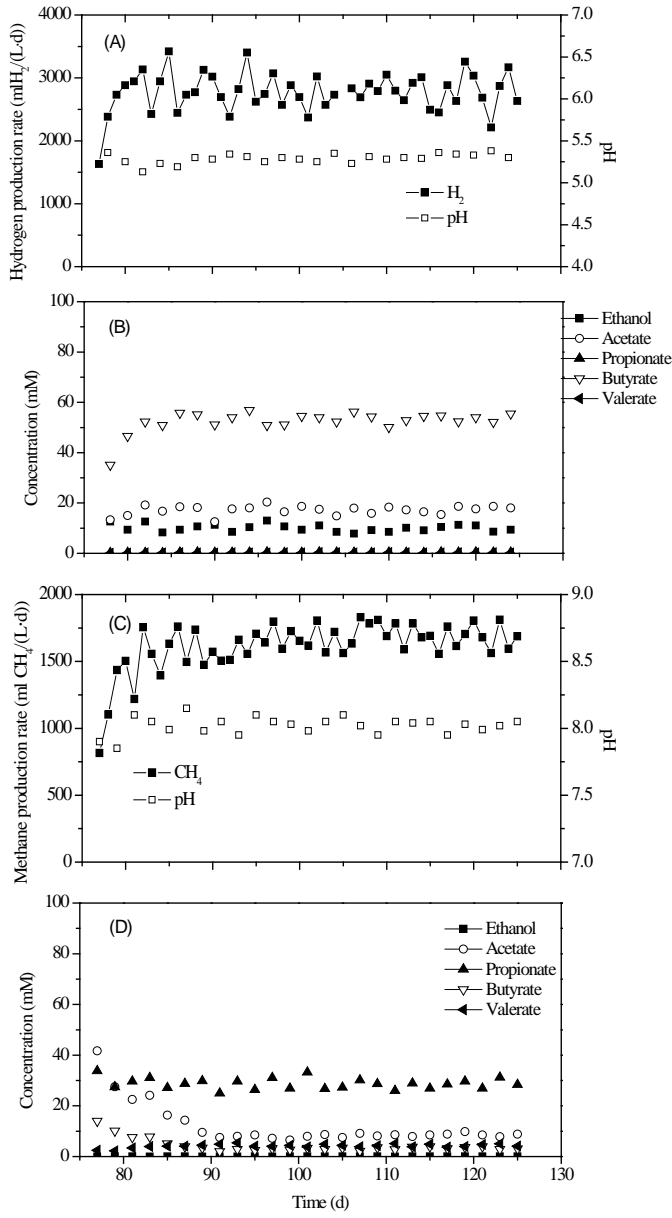 4000
7.0
(A)
6.5
3000
6.0
2000
5.5
5.0
1000
4.5
0
4.0
Hydrogen production rate (mlH2/(L·d))
pH
H2
pH
100
(B)
80
60
40
20
0
Concentration (mM)
Ethanol
Acetate
Propionate
Butyrate
Valerate
2000
9.0
(C)
1500
8.5
1000
8.0
500
7.5
0
7.0
Methane production rate (ml CH4/(L·d))
pH
CH4
pH
100
(D)
80
60
40
20
0
Concentration (mM)
Ethanol
Acetate
Propionate
Butyrate
Valerate
80 90 100 110 120 130
Time (d)